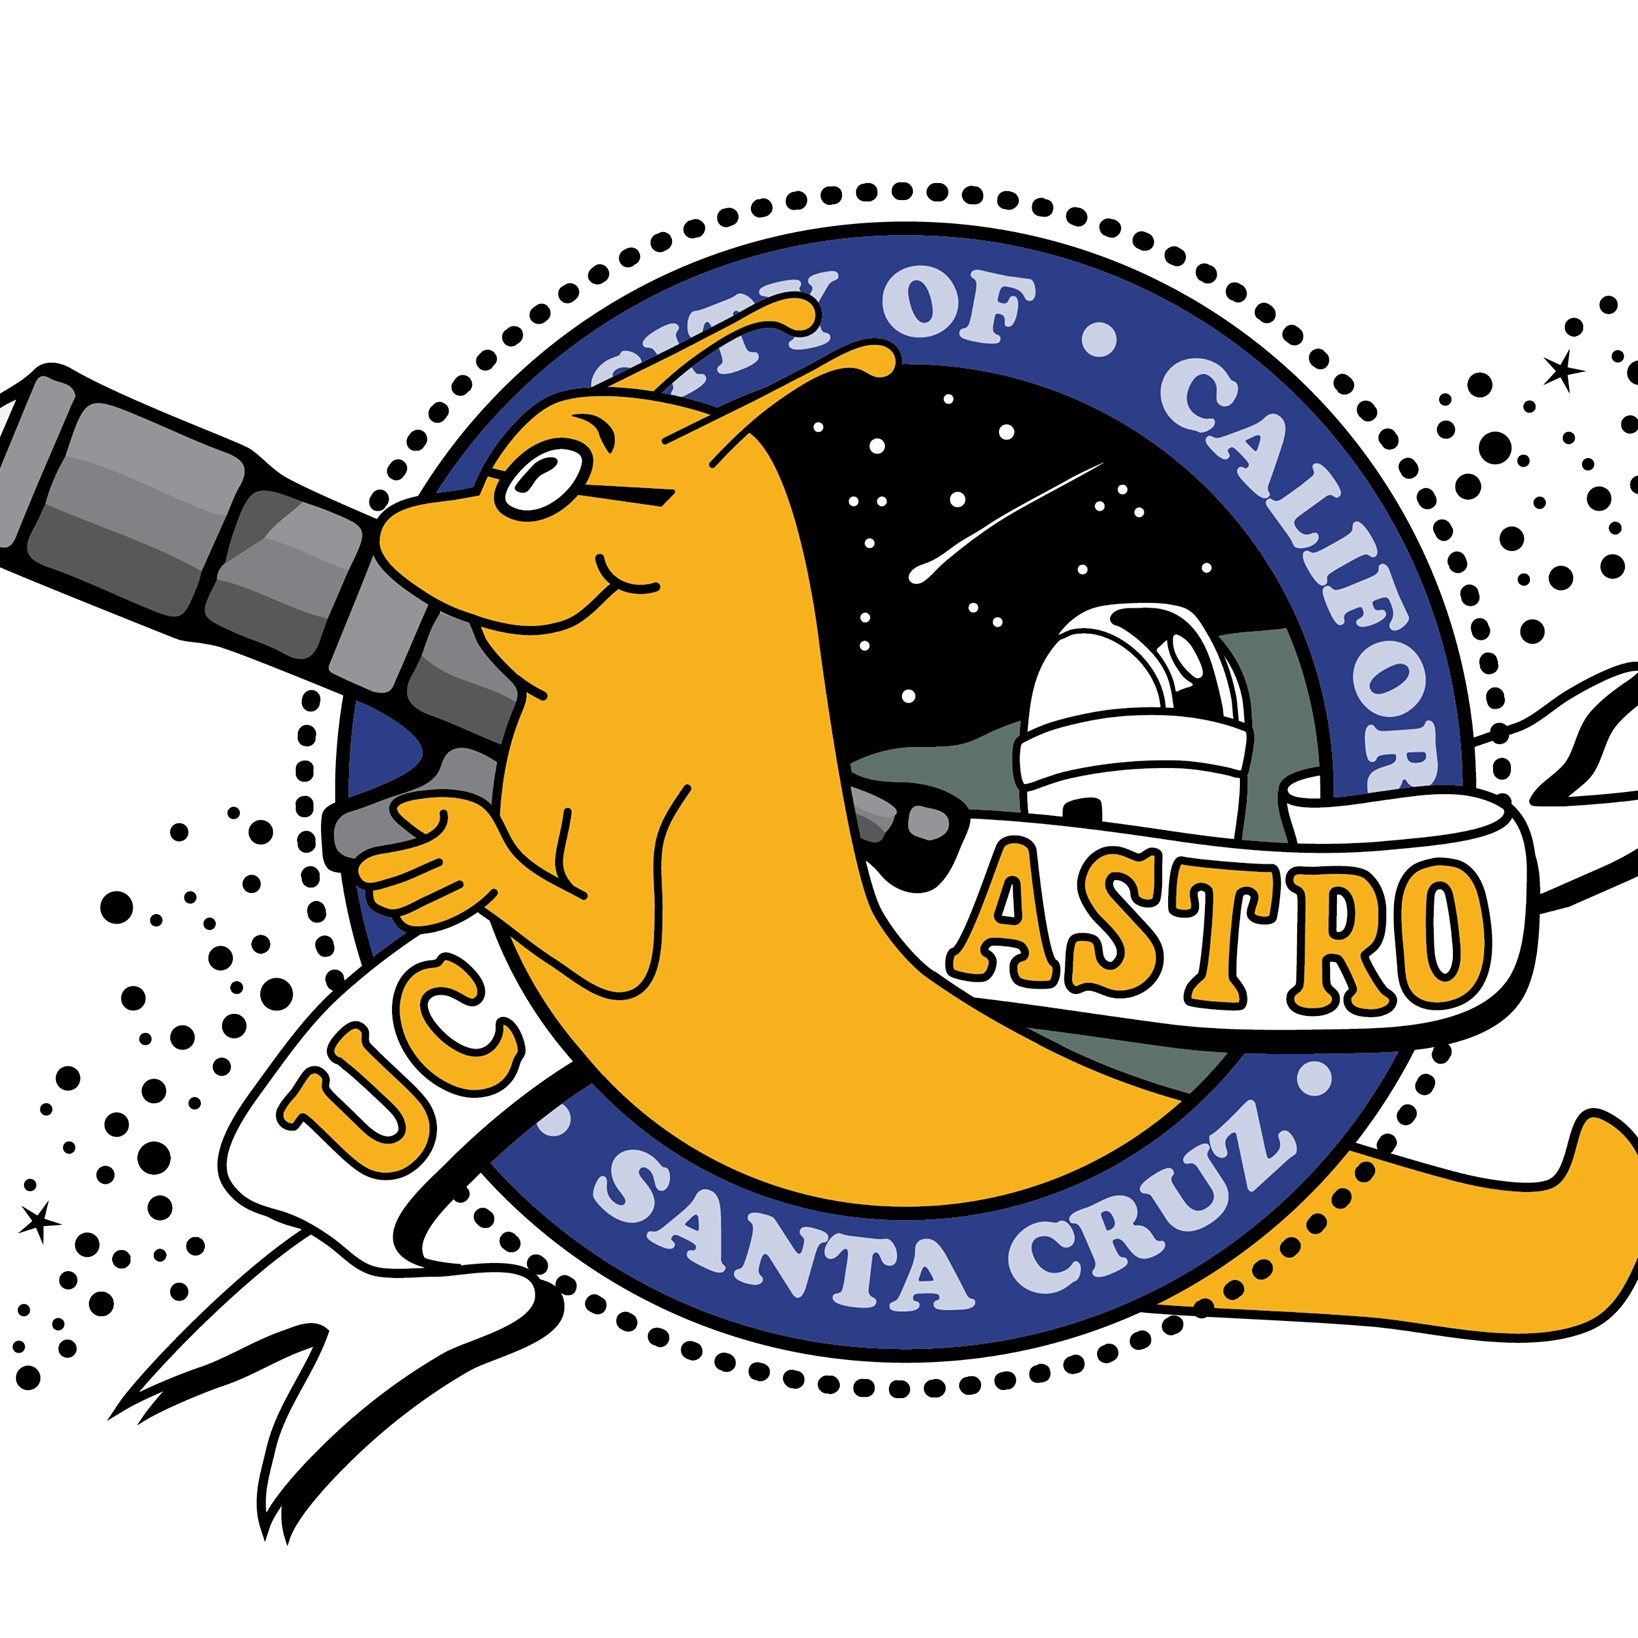 CITY OF • CALIFOR
UC
ASTRO
• SANTA CRUZ •